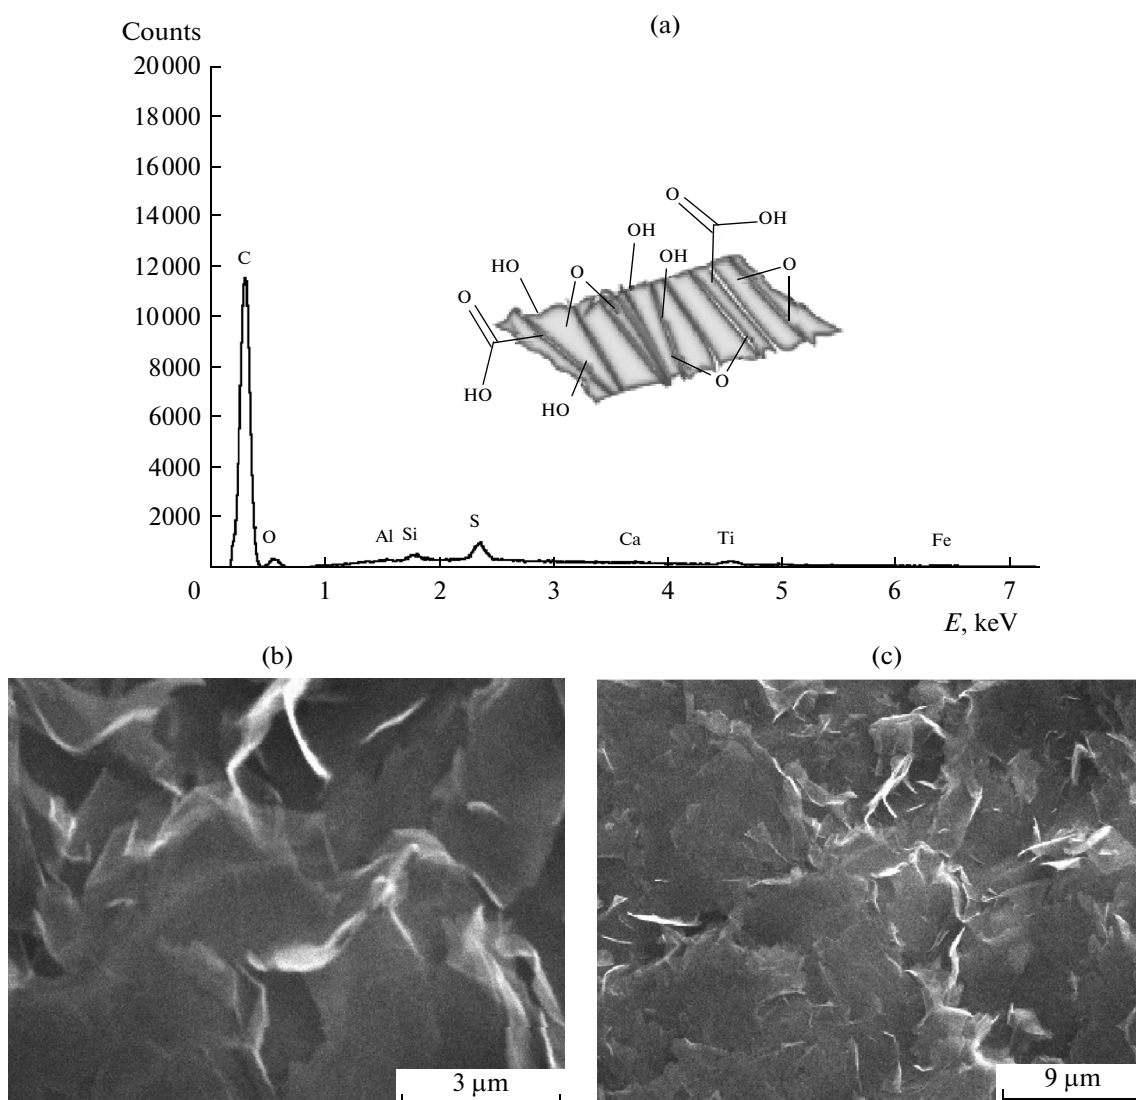 (a)
Counts
20000
18000
16000
14000
12000
10000
8000
6000
4000
2000
0
1
2
3
4
5
6
7
E, keV
C
O
Al
Si
S
Ca
Ti
Fe
O
OH
OH
OH
HO
O
O
O
HO
HO
O
(b)
(c)
3 μm
9 μm